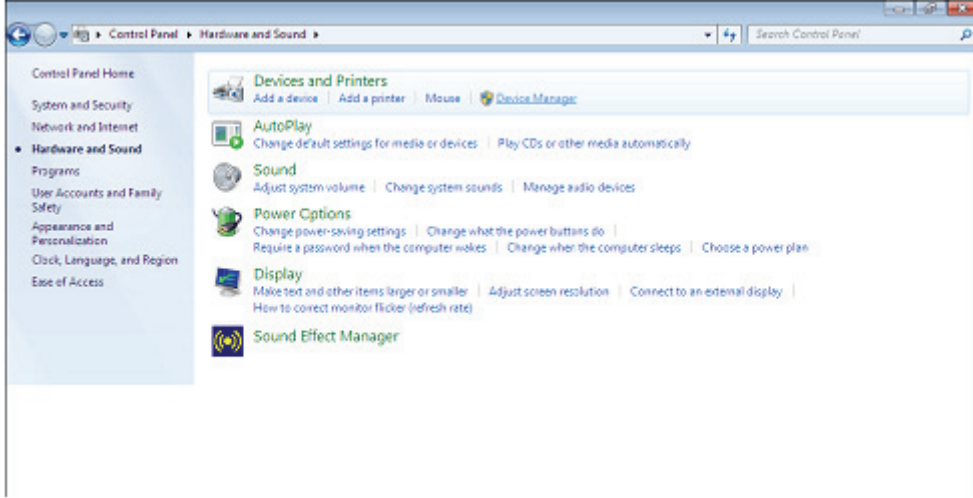 Control Panel Hardware and Sound Search Control Panel
Control Panel Home
System and Security
Network and Internet
Hardware and Sound
Programs
User Accounts and Family
Safety
Appearance and
Personalization
Clock, Language, and Region
Ease of Access
Devices and Printers
Add a device | Add a printer | Mouse | Device Manager
AutoPlay
Change default settings for media or devices | Play CDs or other media automatically
Sound
Adjust system volume | Change system sounds | Manage audio devices
Power Options
Change power-saving settings | Change what the power buttons do |
Require a password when the computer wakes | Change when the computer sleeps | Choose a power plan
Display
Make text and other items larger or smaller | Adjust screen resolution | Connect to an external display |
How to correct monitor flicker (refresh rate)
Sound Effect Manager